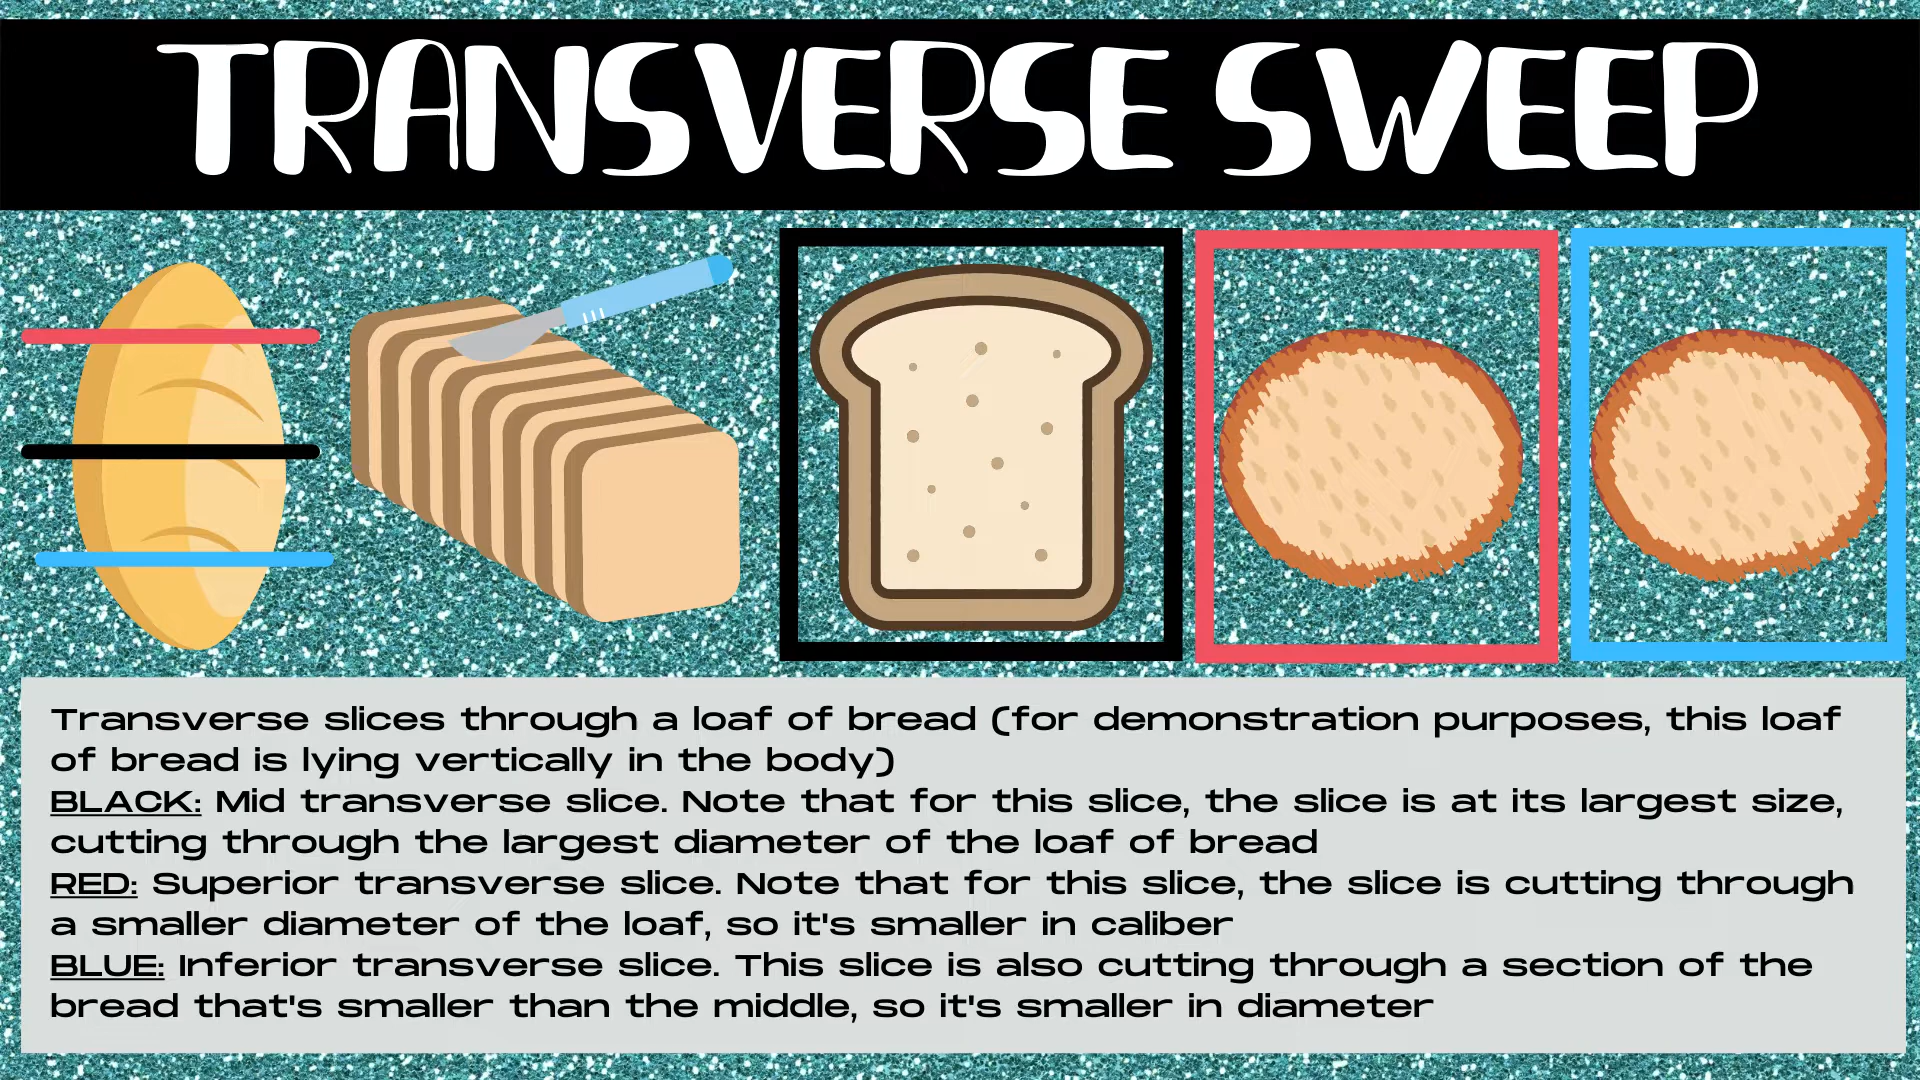 TRANSVERSE SWEEP
Transverse slices through a loaf of bread (for demonstration purposes, this loaf
of bread is lying vertically in the body)
BLACK: Mid transverse slice. Note that for this slice, the slice is at its largest size,
cutting through the largest diameter of the loaf of bread
RED: Superior transverse slice. Note that for this slice, the slice is cutting through
a smaller diameter of the loaf, so it's smaller in caliber
BLUE: Inferior transverse slice. This slice is also cutting through a section of the
bread that's smaller than the middle, so it's smaller in diameter